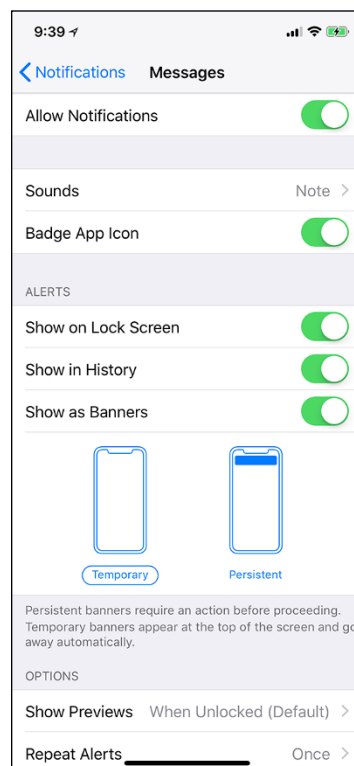 9:39
Notifications Messages
Allow Notifications
Sounds Note
Badge App Icon
ALERTS
Show on Lock Screen
Show in History
Show as Banners
Temporary Persistent
Persistent banners require an action before proceeding.
Temporary banners appear at the top of the screen and go
away automatically.
OPTIONS
Show Previews When Unlocked (Default)
Repeat Alerts Once